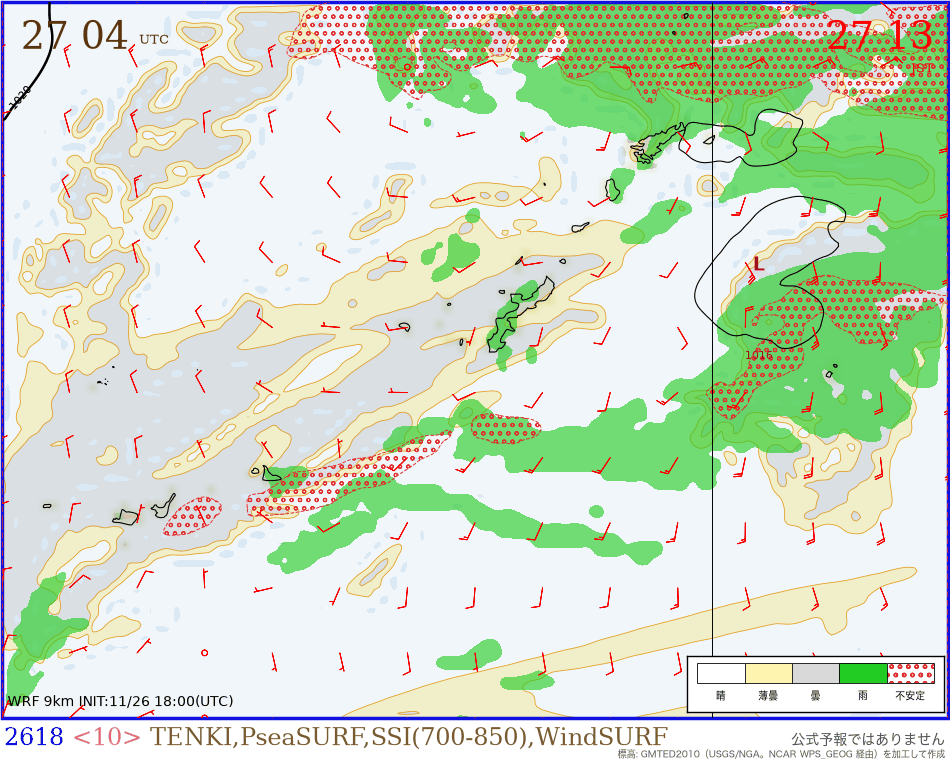 27 04 UTC
27 13
JST
1020
L
1016
WRF 9km INIT:11/26 18:00(UTC)
晴 薄曇 曇 雨 不安定
2618 <10> TENKI,PseaSURF,SSI(700-850),WindSURF
公式予報ではありません
標高: GMTED2010（USGS/NGA。NCAR WPS_GEOG 経由）を加工して作成